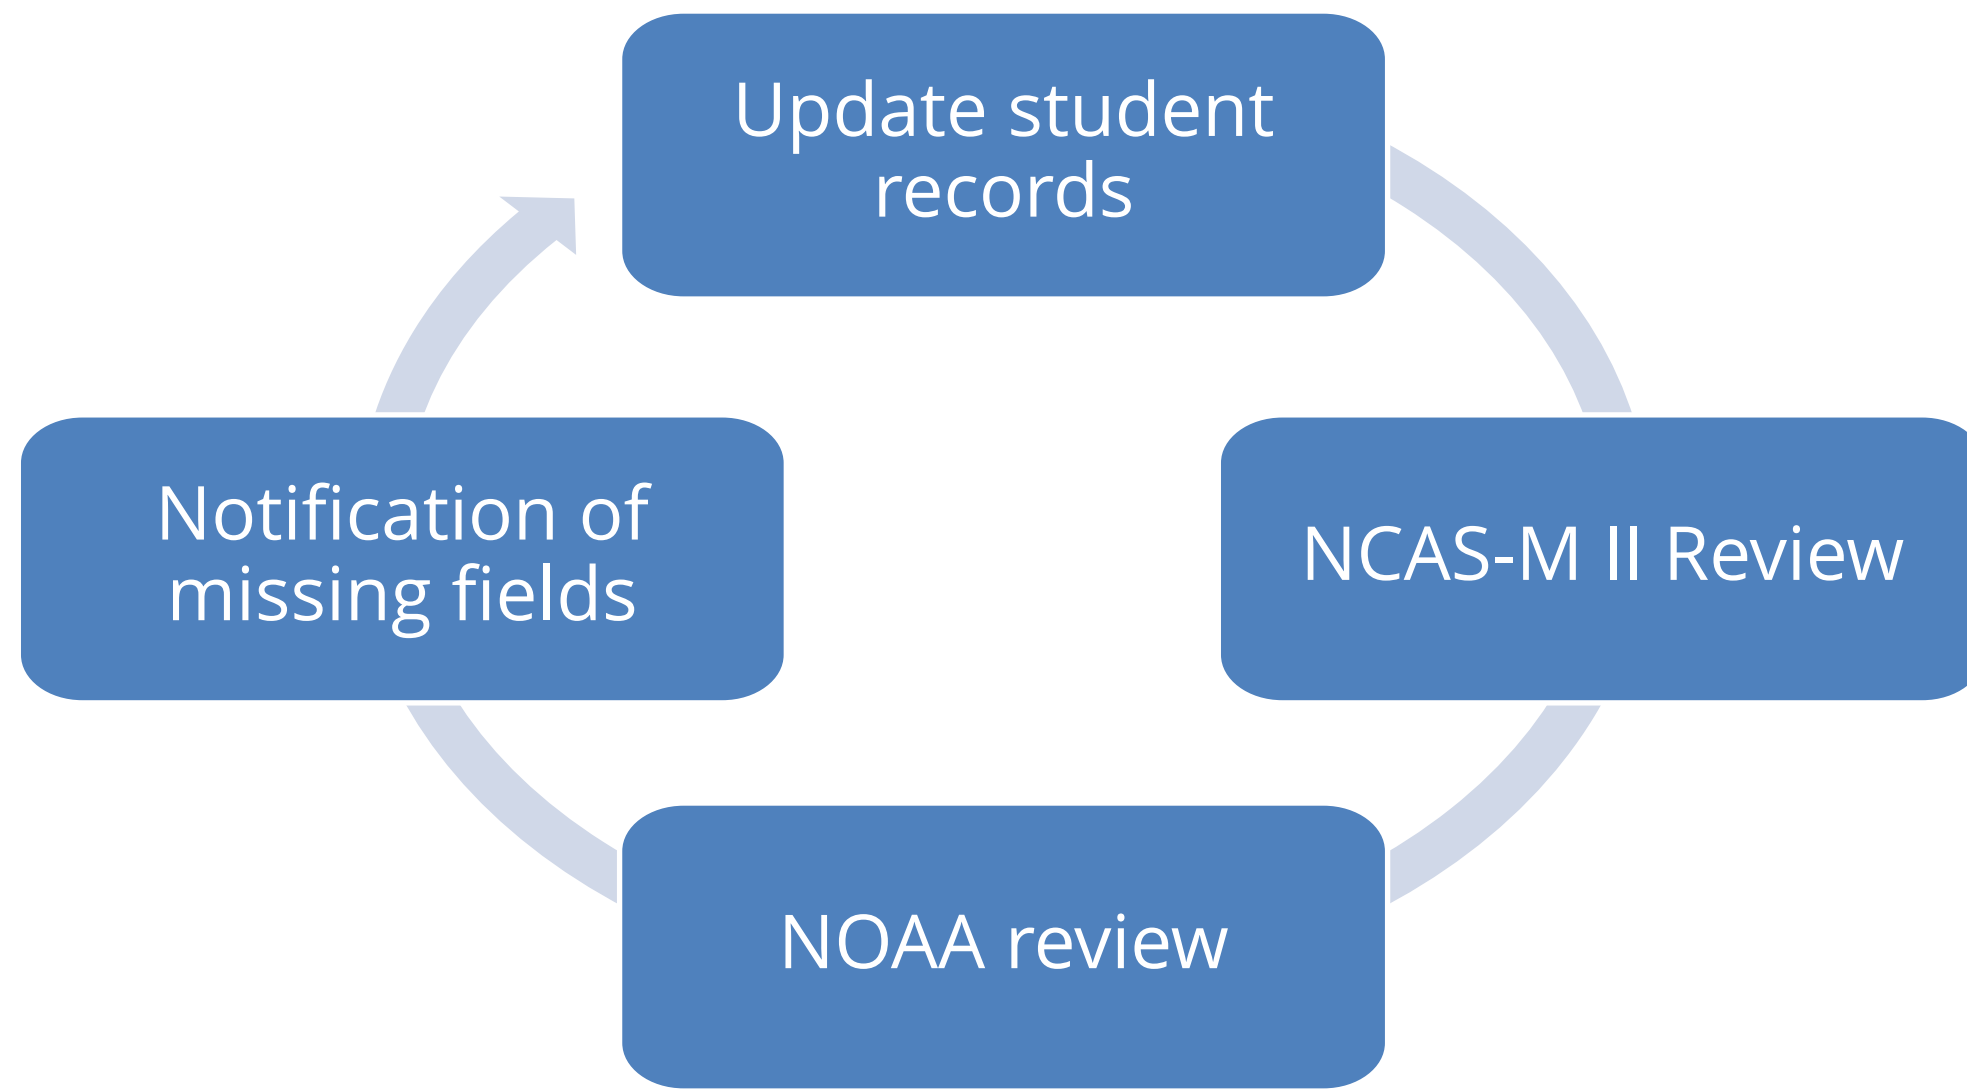 Update student
records
NCAS-M II Review
NOAA review
Notification of
missing fields